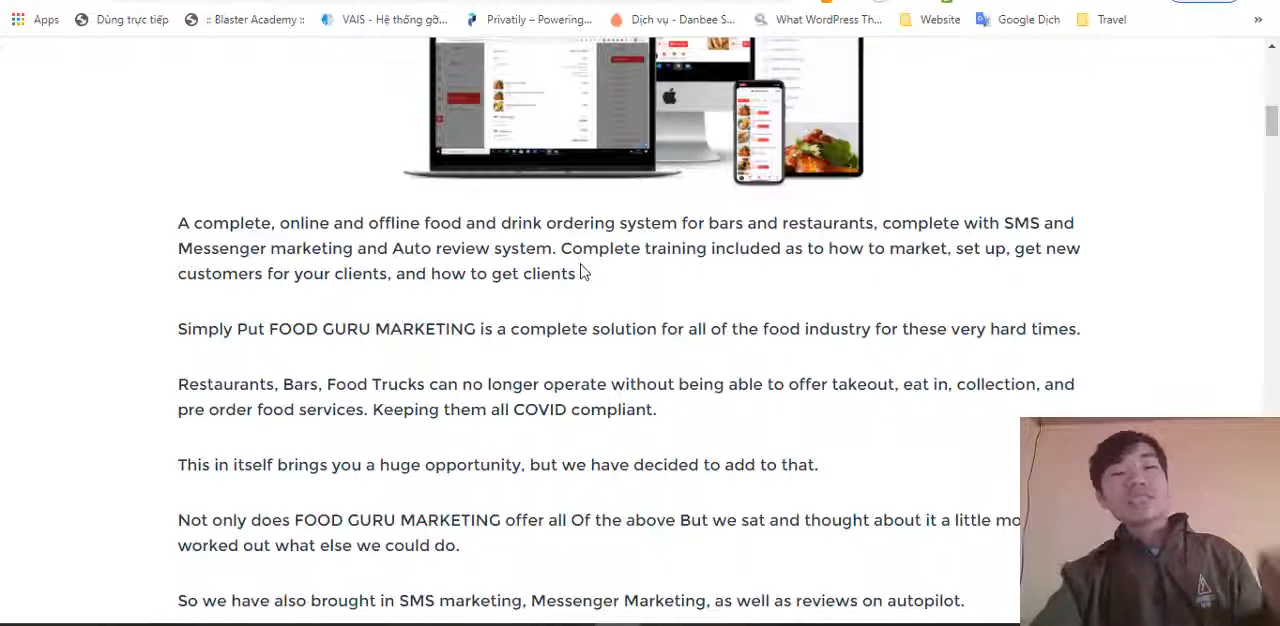 Apps
Dùng trực tiếp
:: Blaster Academy ::
VAIS - Hệ thống gỡ...
Privatily – Powering...
Dịch vụ - Danbee S...
What WordPress Th...
Website
Google Dịch
Travel
»
A complete, online and offline food and drink ordering system for bars and restaurants, complete with SMS and
Messenger marketing and Auto review system. Complete training included as to how to market, set up, get new
customers for your clients, and how to get clients
Simply Put FOOD GURU MARKETING is a complete solution for all of the food industry for these very hard times.
Restaurants, Bars, Food Trucks can no longer operate without being able to offer takeout, eat in, collection, and
pre order food services. Keeping them all COVID compliant.
This in itself brings you a huge opportunity, but we have decided to add to that.
Not only does FOOD GURU MARKETING offer all Of the above But we sat and thought about it a little mo
worked out what else we could do.
So we have also brought in SMS marketing, Messenger Marketing, as well as reviews on autopilot.